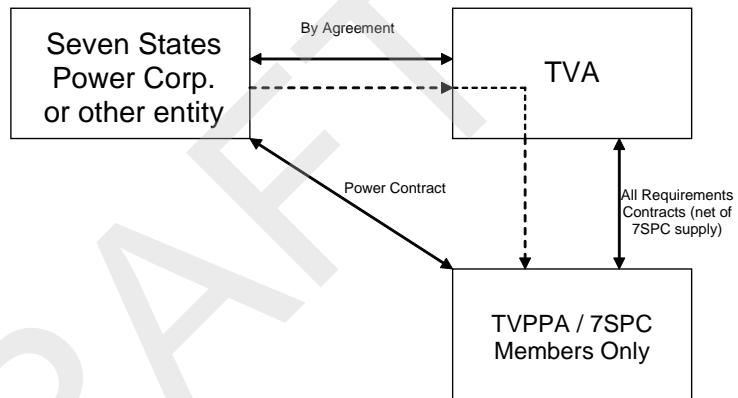 Seven States
Power Corp.
or other entity
By Agreement
TVA
Power Contract
All Requirements
Contracts (net of
7SPC supply)
TVPPA / 7SPC
Members Only